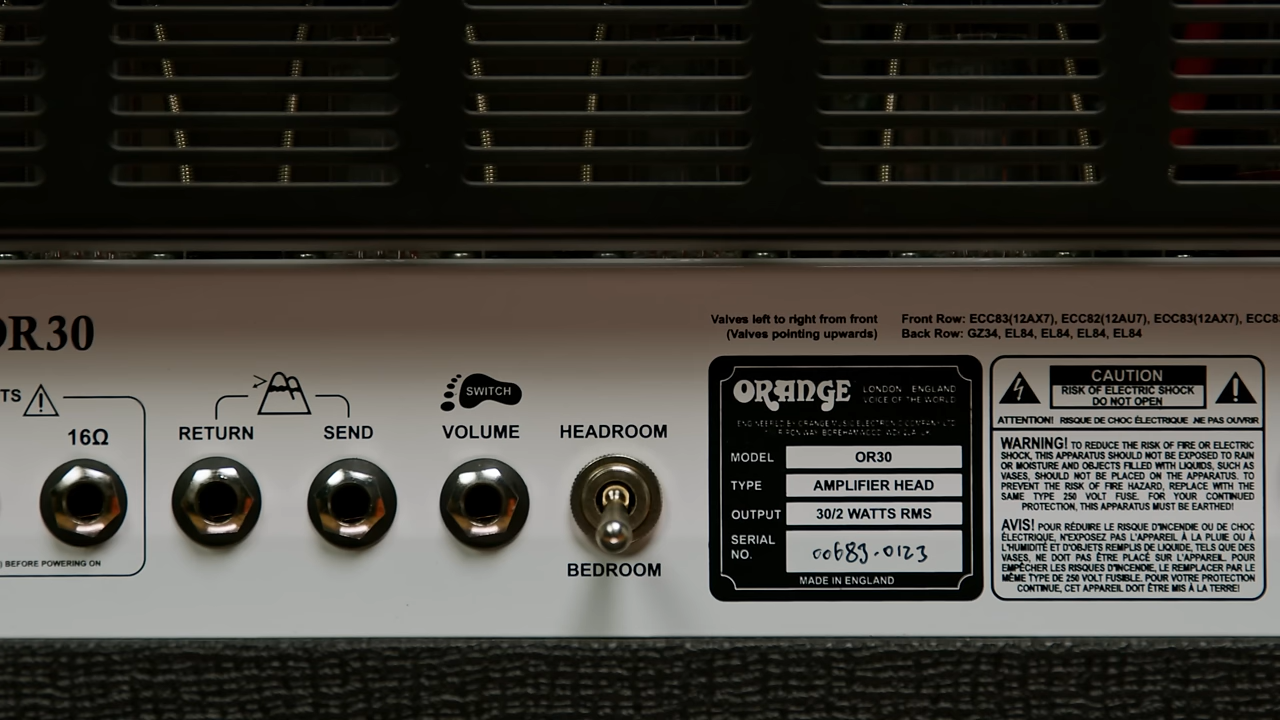 OR30
Valves left to right from front
(Valves pointing upwards)
Front Row: ECC83(12AX7), ECC82(12AU7), ECC83(12AX7), ECC8
Back Row: GZ34, EL84, EL84, EL84, EL84
TS
16Ω
) BEFORE POWERING ON
RETURN
SEND
SWITCH
VOLUME
HEADROOM
BEDROOM
ORANGE
LONDON ENGLAND
VOICE OF THE WORLD
MODEL OR30
TYPE AMPLIFIER HEAD
OUTPUT 30/2 WATTS RMS
SERIAL NO. 00683-0123
MADE IN ENGLAND
CAUTION
RISK OF ELECTRIC SHOCK
DO NOT OPEN
ATTENTION! RISQUE DE CHOC ÉLECTRIQUE NE PAS OUVRIR
WARNING! TO REDUCE THE RISK OF FIRE OR ELECTRIC
SHOCK, THIS APPARATUS SHOULD NOT BE EXPOSED TO RAIN
OR MOISTURE AND OBJECTS FILLED WITH LIQUIDS, SUCH AS
VASES, SHOULD NOT BE PLACED ON THE APPARATUS. TO
PREVENT THE RISK OF FIRE HAZARD, REPLACE WITH THE
SAME TYPE 250 VOLT FUSE. FOR YOUR CONTINUED
PROTECTION, THIS APPARATUS MUST BE EARTHED!
AVIS! POUR RÉDUIRE LE RISQUE D'INCENDIE OU DE CHOC
ÉLECTRIQUE, N'EXPOSEZ PAS L'APPAREIL À LA PLUIE OU À
L'HUMIDITÉ ET D'OBJETS REMPLIS DE LIQUIDE, TELS QUE DES
VASES, NE DOIT PAS ÊTRE PLACÉ SUR L'APPAREIL. POUR
EMPÊCHER LES RISQUES D'INCENDIE, LE REMPLACER PAR LE
MÊME TYPE DE 250 VOLT FUSIBLE. POUR VOTRE PROTECTION
CONTINUE, CET APPAREIL DOIT ÊTRE MIS À LA TERRE!